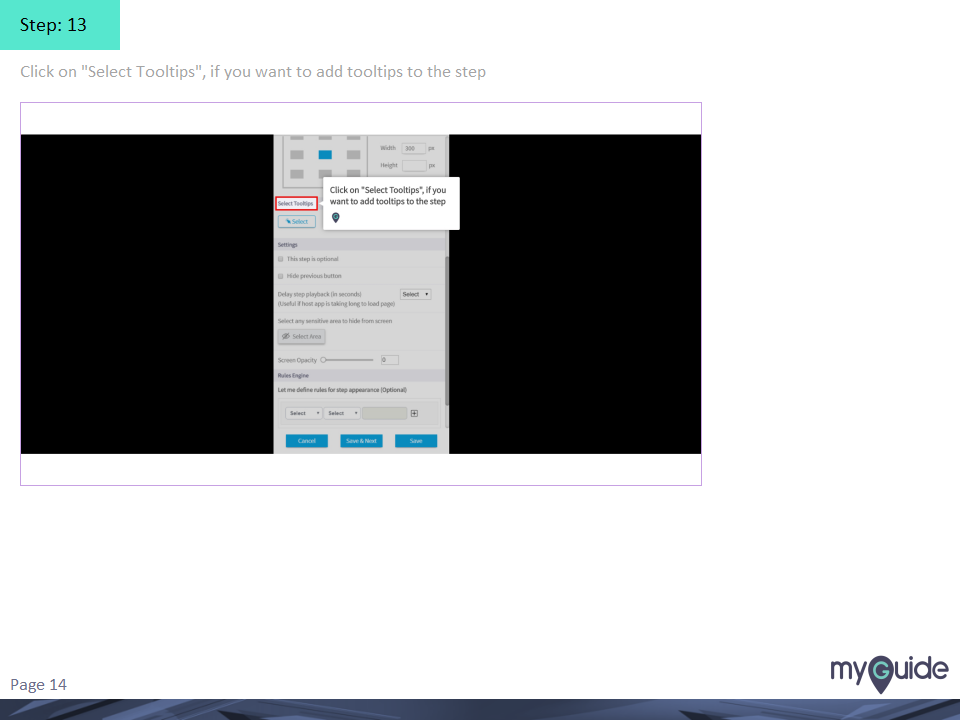 Step: 13
Click on "Select Tooltips", if you want to add tooltips to the step
Width 300 px
Height px
Click on "Select Tooltips", if you
want to add tooltips to the step
Select Tooltips
Select
Settings
This step is optional
Hide previous button
Delay step playback (in seconds) Select
(Useful if host app is taking long to load page)
Select any sensitive area to hide from screen
Select Area
Screen Opacity 0
Rules Engine
Let me define rules for step appearance (Optional)
Select Select
Cancel Save & Next Save
Page 14
myGuide